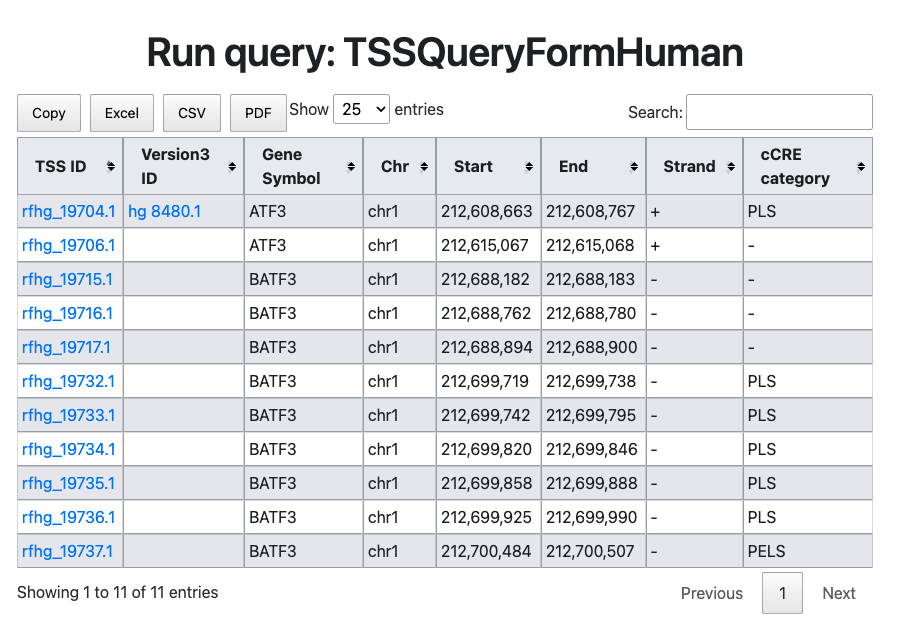 Run query: TSSQueryFormHuman
Copy Excel CSV PDF Show 25 entries Search:
TSS ID Version3 ID Gene Symbol Chr Start End Strand cCRE category
rfhg_19704.1 hg 8480.1 ATF3 chr1 212,608,663 212,608,767 + PLS
rfhg_19706.1 ATF3 chr1 212,615,067 212,615,068 + -
rfhg_19715.1 BATF3 chr1 212,688,182 212,688,183 - -
rfhg_19716.1 BATF3 chr1 212,688,762 212,688,780 - -
rfhg_19717.1 BATF3 chr1 212,688,894 212,688,900 - -
rfhg_19732.1 BATF3 chr1 212,699,719 212,699,738 - PLS
rfhg_19733.1 BATF3 chr1 212,699,742 212,699,795 - PLS
rfhg_19734.1 BATF3 chr1 212,699,820 212,699,846 - PLS
rfhg_19735.1 BATF3 chr1 212,699,858 212,699,888 - PLS
rfhg_19736.1 BATF3 chr1 212,699,925 212,699,990 - PLS
rfhg_19737.1 BATF3 chr1 212,700,484 212,700,507 - PELS
Showing 1 to 11 of 11 entries Previous 1 Next